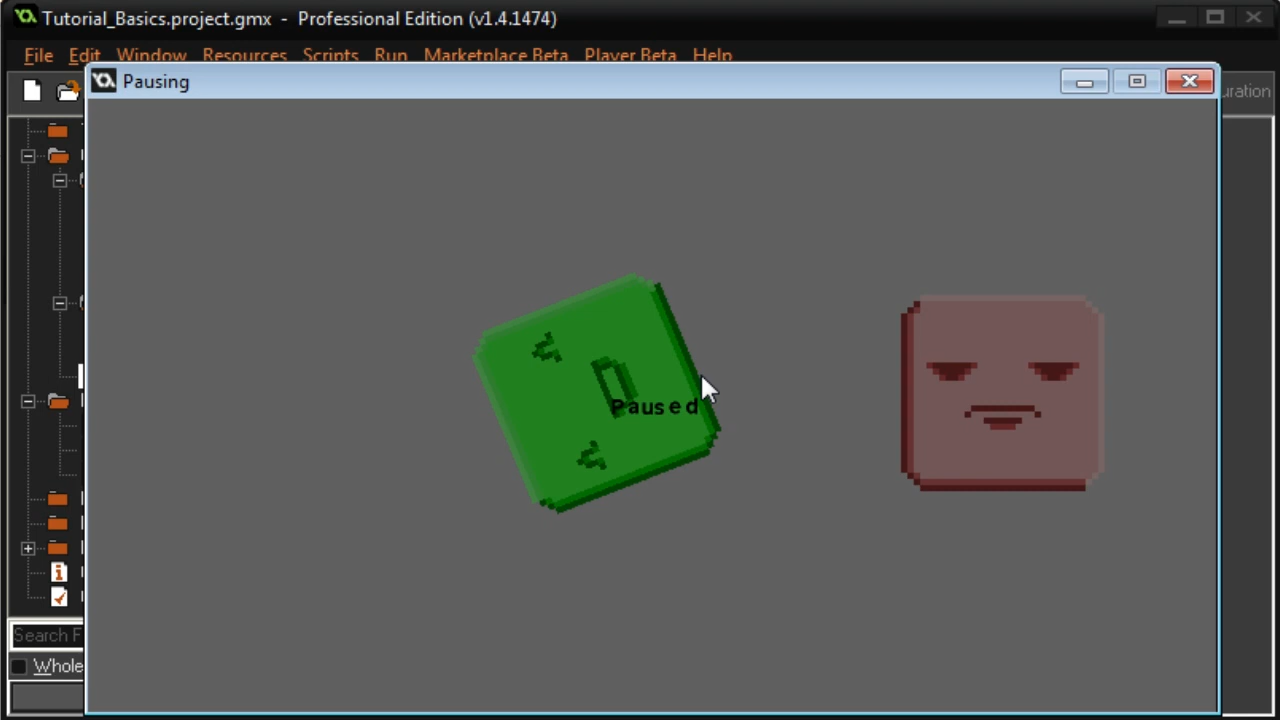 Tutorial_Basics.project.gmx - Professional Edition (v1.4.1474)
File Edit Window Resources Scripts Run Marketplace Beta Player Beta Help
Pausing
Paused
Search
Whole